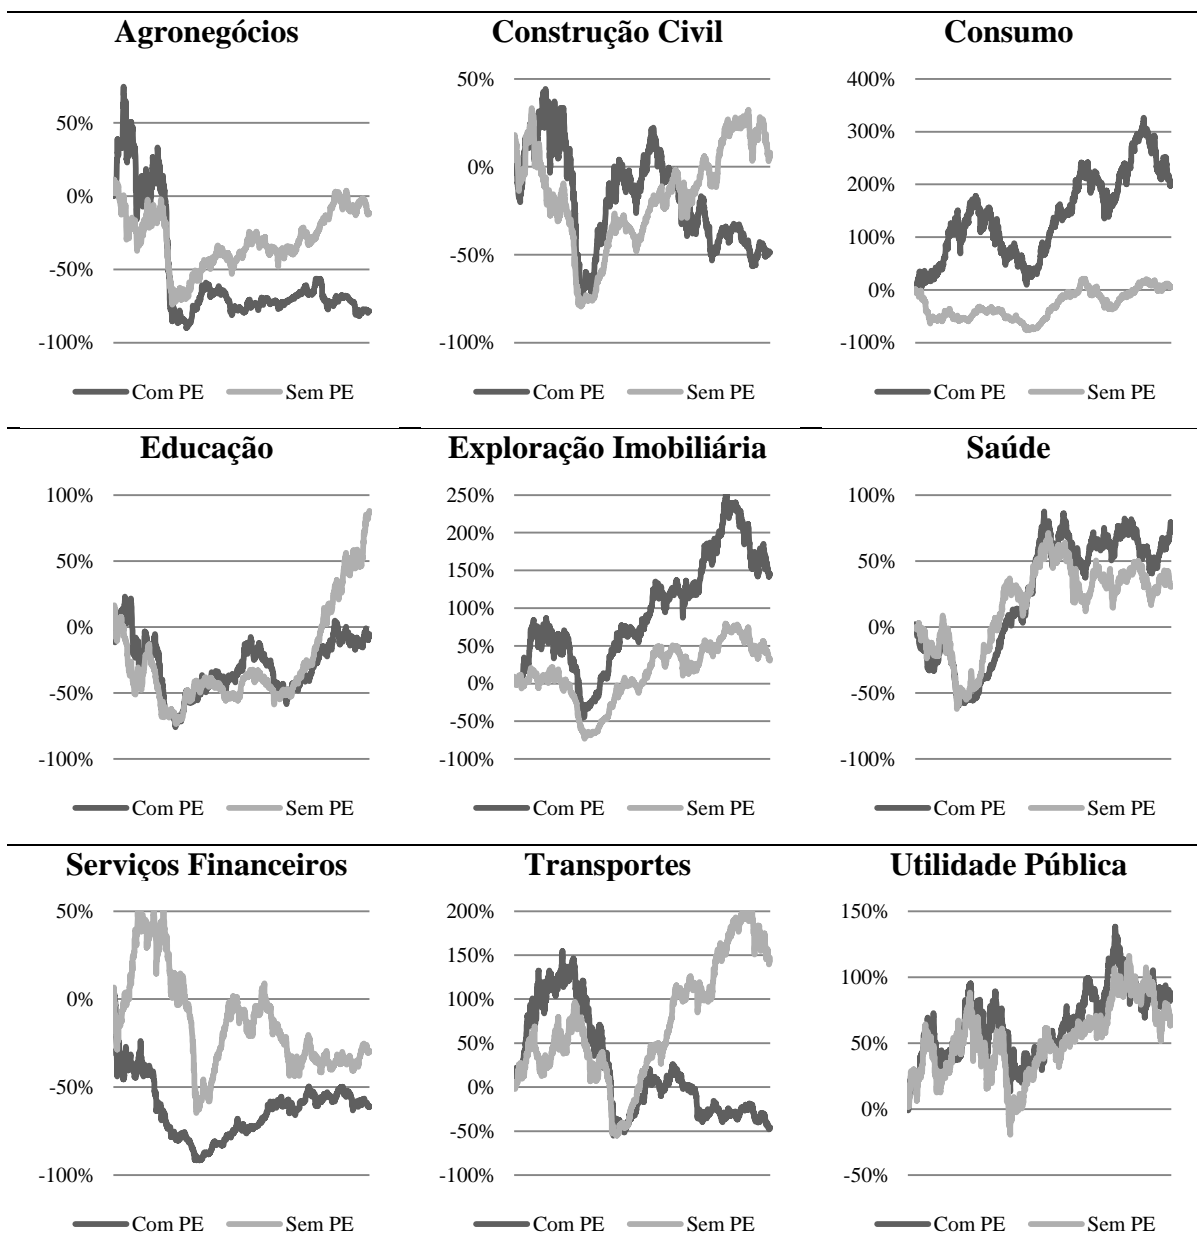 Agronegócios
50%
0%
-50%
-100%
Com PE Sem PE
Construção Civil
50%
0%
-50%
-100%
Com PE Sem PE
Consumo
400%
300%
200%
100%
0%
-100%
Com PE Sem PE
Educação
100%
50%
0%
-50%
-100%
Com PE Sem PE
Exploração Imobiliária
250%
200%
150%
100%
50%
0%
-50%
-100%
Com PE Sem PE
Saúde
100%
50%
0%
-50%
-100%
Com PE Sem PE
Serviços Financeiros
50%
0%
-50%
-100%
Com PE Sem PE
Transportes
200%
150%
100%
50%
0%
-50%
-100%
Com PE Sem PE
Utilidade Pública
150%
100%
50%
0%
-50%
Com PE Sem PE